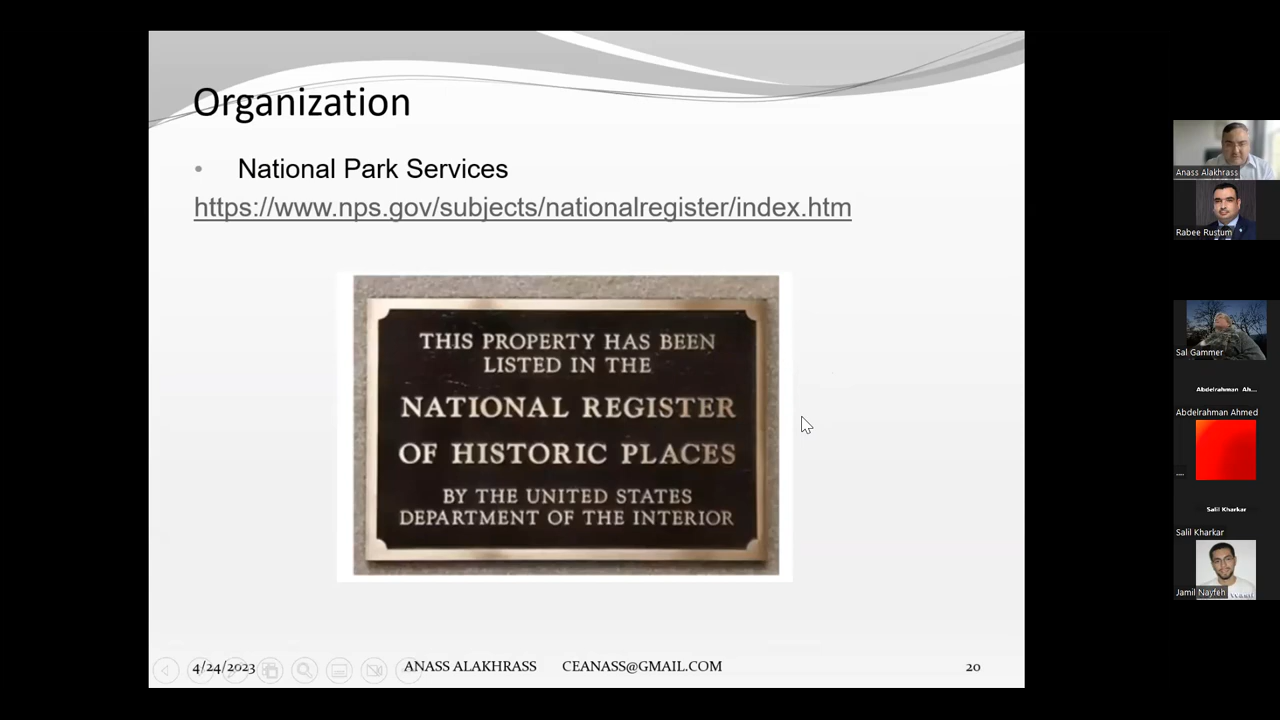 Organization
• National Park Services
https://www.nps.gov/subjects/nationalregister/index.htm
THIS PROPERTY HAS BEEN
LISTED IN THE
NATIONAL REGISTER
OF HISTORIC PLACES
BY THE UNITED STATES
DEPARTMENT OF THE INTERIOR
4/24/2023 ANASS ALAKHRASS CEANASS@GMAIL.COM 20
Anass Alakhrass
Rabee Rustum
Sal Gammer
Abdelrahman Ah...
Abdelrahman Ahmed
....
Salil Kharkar
Salil Kharkar
Jamil Nayfeh